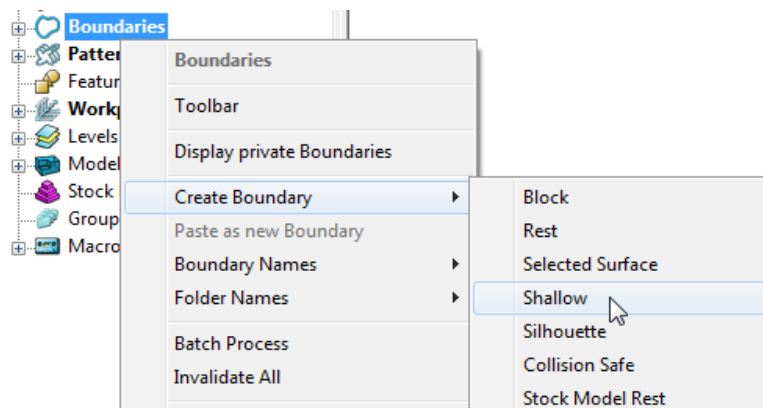 Boundaries
Patter
Boundaries
Featur
Workp
Toolbar
Levels
Display private Boundaries
Model
Stock
Create Boundary
Block
Group
Paste as new Boundary
Rest
Macro
Boundary Names
Selected Surface
Folder Names
Shallow
Silhouette
Batch Process
Collision Safe
Invalidate All
Stock Model Rest